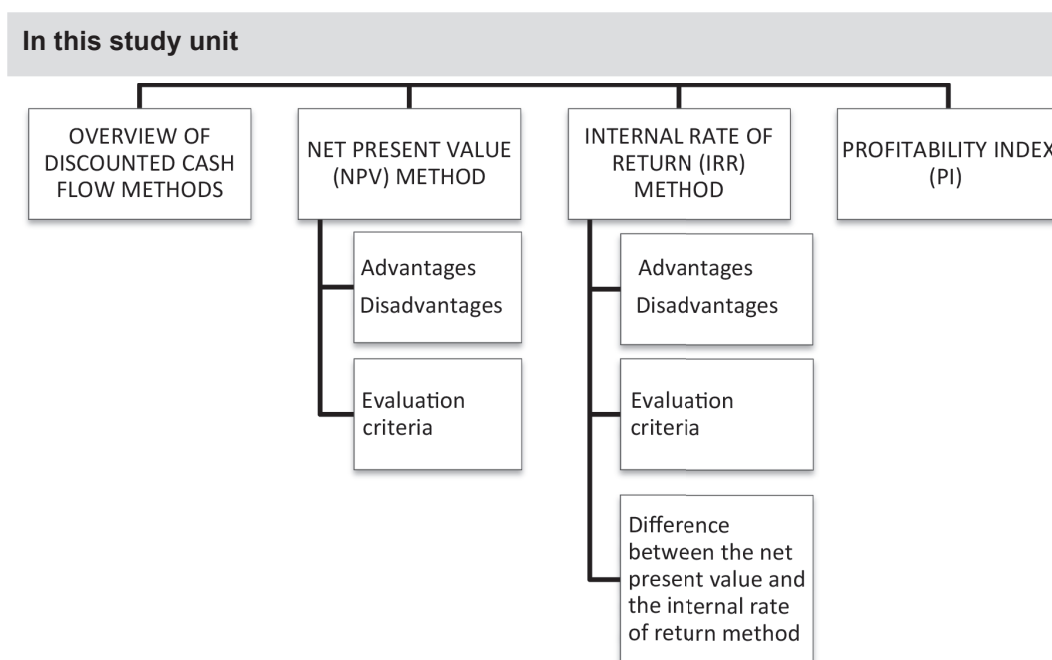 In this study unit
OVERVIEW OF
DISCOUNTED CASH
FLOW METHODS
NET PRESENT VALUE
(NPV) METHOD
Advantages
Disadvantages
Evaluation
criteria
INTERNAL RATE OF
RETURN (IRR)
METHOD
Advantages
Disadvantages
Evaluation
criteria
Difference
between the net
present value and
the internal rate
of return method
PROFITABILITY INDEX
(PI)